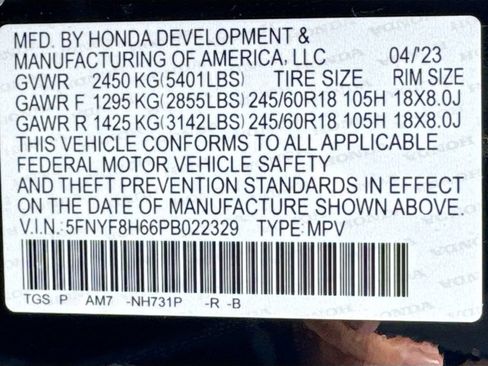 MFD. BY HONDA DEVELOPMENT &
MANUFACTURING OF AMERICA, LLC 04/'23
GVWR 2450 KG(5401LBS) TIRE SIZE RIM SIZE
GAWR F 1295 KG(2855LBS) 245/60R18 105H 18X8.0J
GAWR R 1425 KG(3142LBS) 245/60R18 105H 18X8.0J
THIS VEHICLE CONFORMS TO ALL APPLICABLE
FEDERAL MOTOR VEHICLE SAFETY
AND THEFT PREVENTION STANDARDS IN EFFECT
ON THE DATE OF MANUFACTURE SHOWN ABOVE.
V.I.N.:5FNYF8H66PB022329 TYPE:MPV
TGS P AM7 -NH731P -R -B